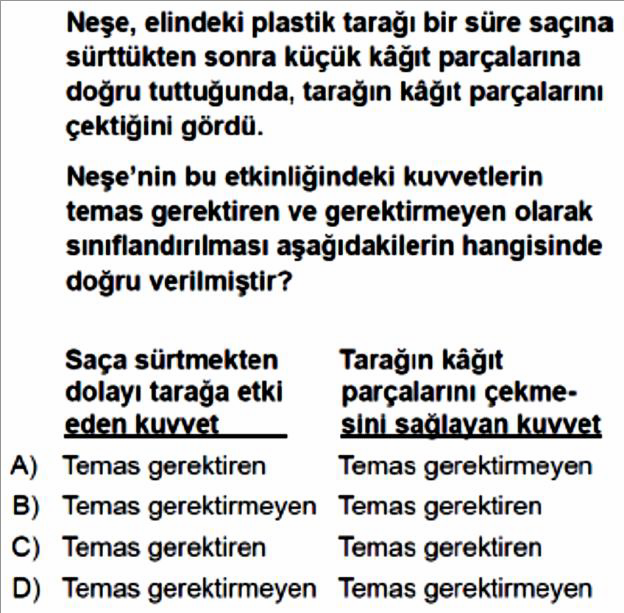 Neşe, elindeki plastik tarağı bir süre saçına
sürttükten sonra küçük kâğıt parçalarına
doğru tuttuğunda, tarağın kâğıt parçalarını
çektiğini gördü.
Neşe'nin bu etkinliğindeki kuvvetlerin
temas gerektiren ve gerektirmeyen olarak
sınıflandırılması aşağıdakilerin hangisinde
doğru verilmiştir?
Saça sürtmekten Tarağın kâğıt
dolayı tarağa etki parçalarını çekme-
eden kuvvet sini sağlayan kuvvet
A) Temas gerektiren Temas gerektirmeyen
B) Temas gerektirmeyen Temas gerektiren
C) Temas gerektiren Temas gerektiren
D) Temas gerektirmeyen Temas gerektirmeyen